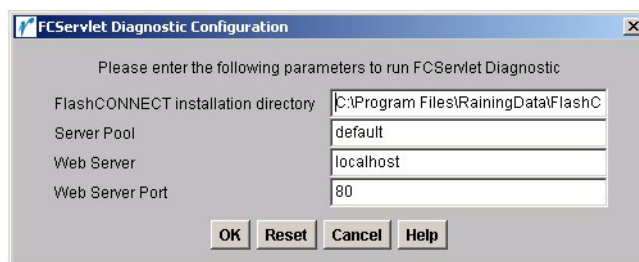 FCServlet Diagnostic Configuration
Please enter the following parameters to run FCServlet Diagnostic
FlashCONNECT installation directory C:\Program Files\RainingData\FlashC
Server Pool default
Web Server localhost
Web Server Port 80
OK Reset Cancel Help